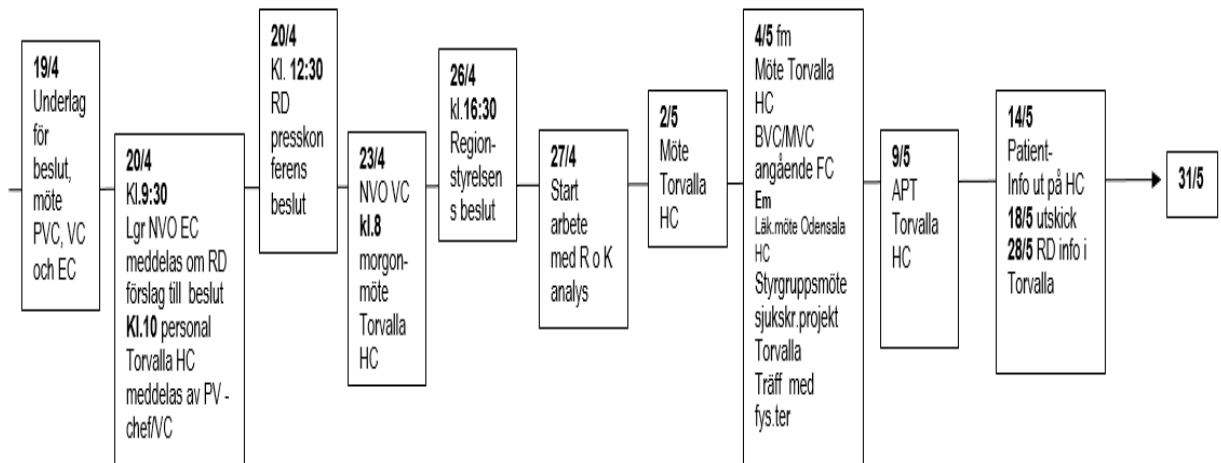 19/4
Underlag
för
beslut,
möte
PVC, VC
och EC
20/4
Kl.9:30
Lgr NVO EC
meddelas om RD
förslag till beslut
Kl.10 personal
Torvalla HC
meddelas av PV -
chef/VC
20/4
Kl. 12:30
RD
presskon
ferens
beslut
23/4
NVO VC
kl.8
morgon-
möte
Torvalla
HC
26/4
kl.16:30
Region-
styrelsen
s beslut
27/4
Start
arbete
med R o K
analys
2/5
Möte
Torvalla
HC
4/5 fm
Möte Torvalla
HC
BVC/MVC
angående FC
Em
Läk.möte Odensala
HC
Styrgruppsmöte
sjukskr.projekt
Torvalla
Träff med
fys.ter
9/5
APT
Torvalla
HC
14/5
Patient-
Info ut på HC
18/5 utskick
28/5 RD info i
Torvalla
31/5